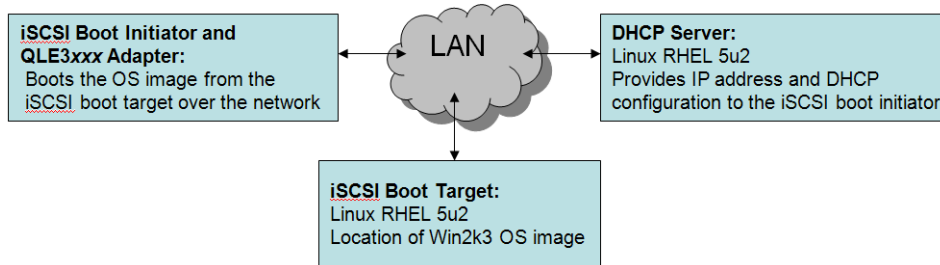 iSCSI Boot Initiator and
QLE3xxx Adapter:
Boots the OS image from the
iSCSI boot target over the network
LAN
DHCP Server:
Linux RHEL 5u2
Provides IP address and DHCP
configuration to the iSCSI boot initiator
iSCSI Boot Target:
Linux RHEL 5u2
Location of Win2k3 OS image